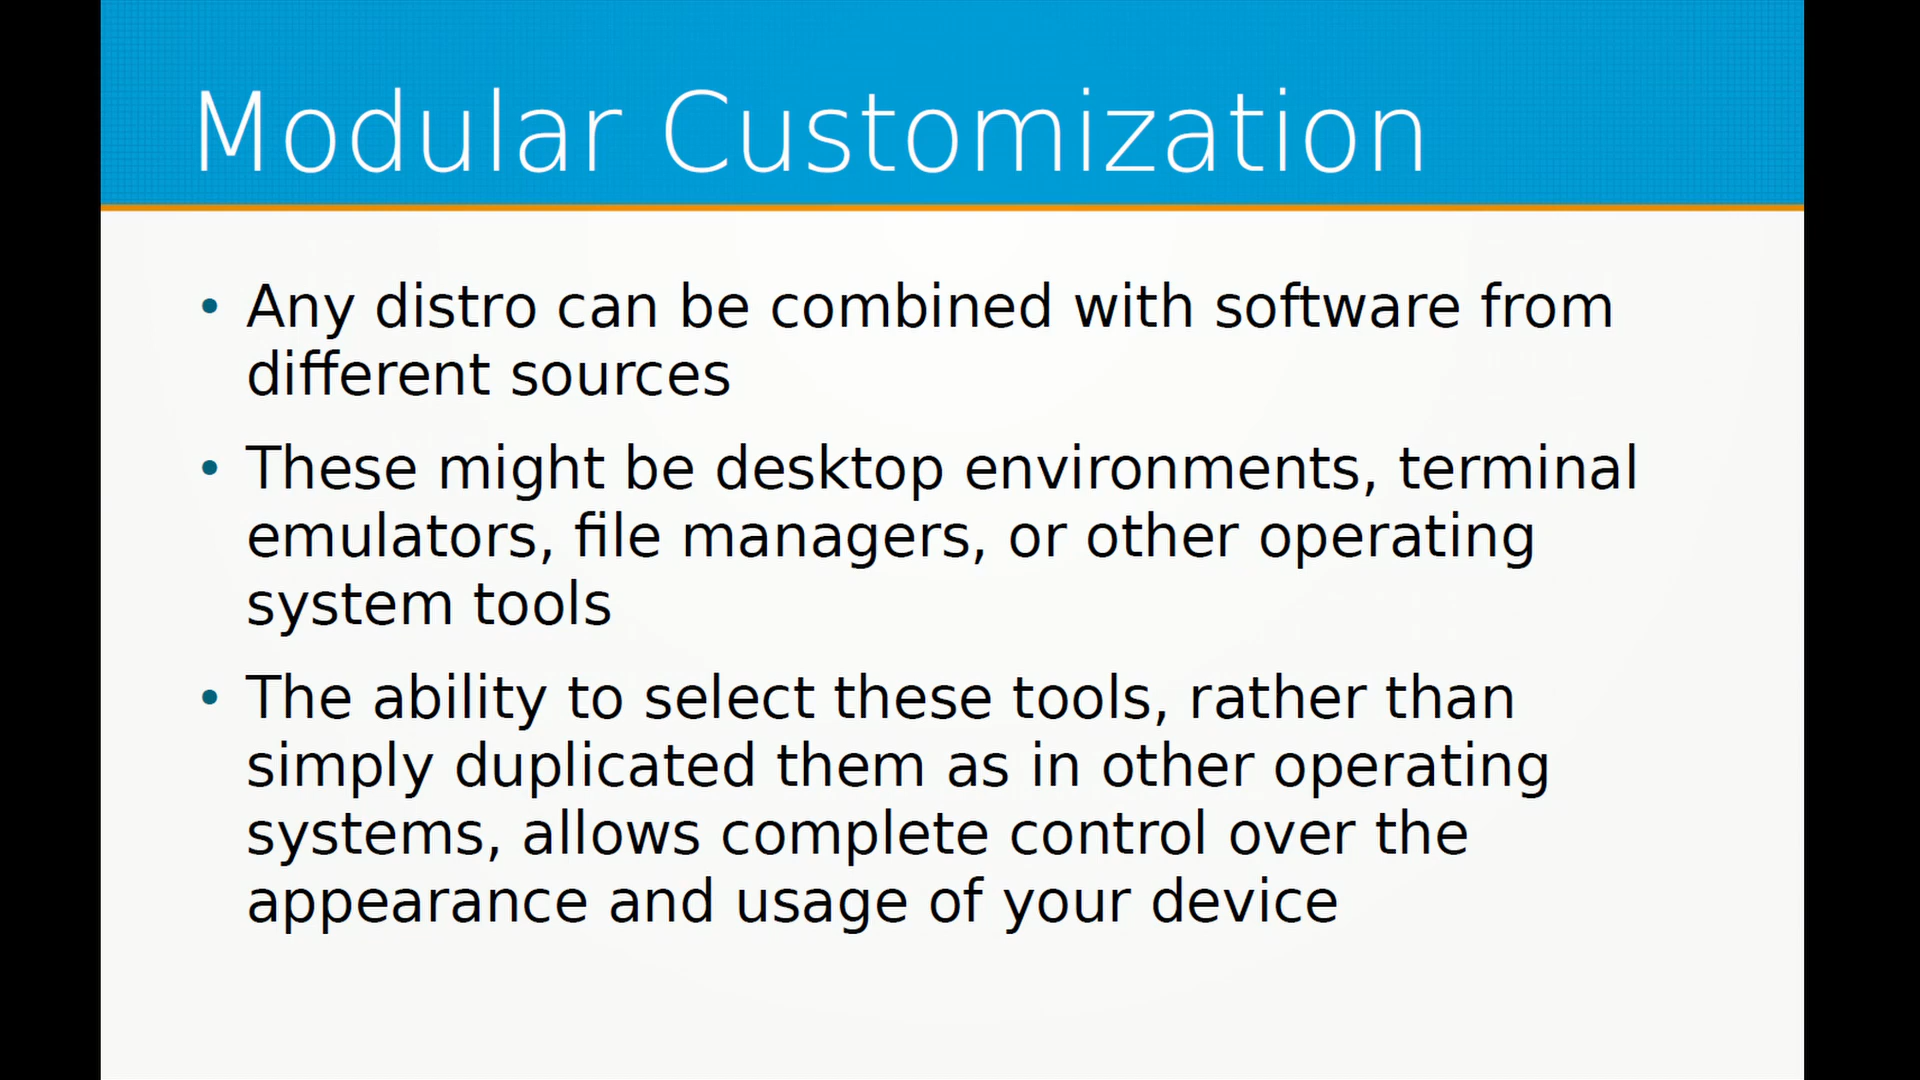 Modular Customization
• Any distro can be combined with software from
different sources
• These might be desktop environments, terminal
emulators, file managers, or other operating
system tools
• The ability to select these tools, rather than
simply duplicated them as in other operating
systems, allows complete control over the
appearance and usage of your device